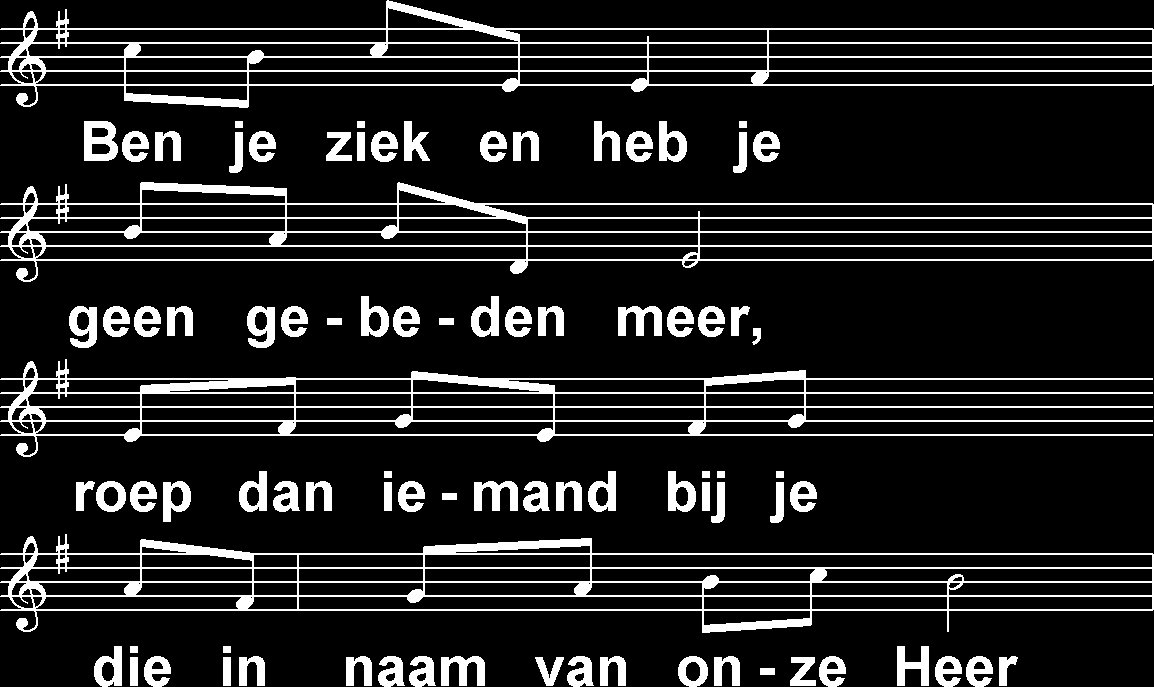 Ben je ziek en heb je
geen ge - be - den meer,
roep dan ie - mand bij je
die in naam van on - ze Heer